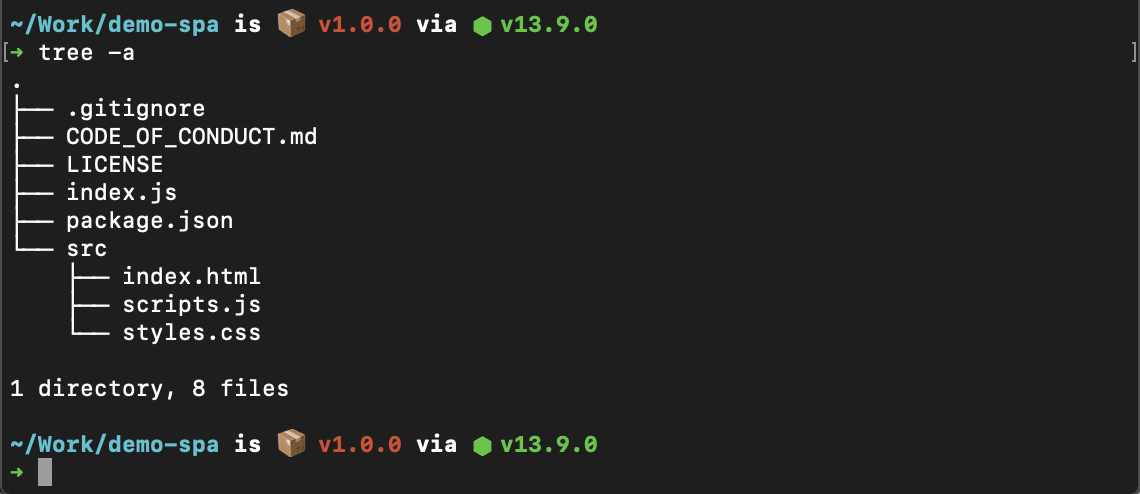 ~/Work/demo-spa is 📦 v1.0.0 via ⬢ v13.9.0
[➜ tree -a ]
.
├── .gitignore
├── CODE_OF_CONDUCT.md
├── LICENSE
├── index.js
├── package.json
└── src
    ├── index.html
    ├── scripts.js
    └── styles.css
1 directory, 8 files
~/Work/demo-spa is 📦 v1.0.0 via ⬢ v13.9.0
➜